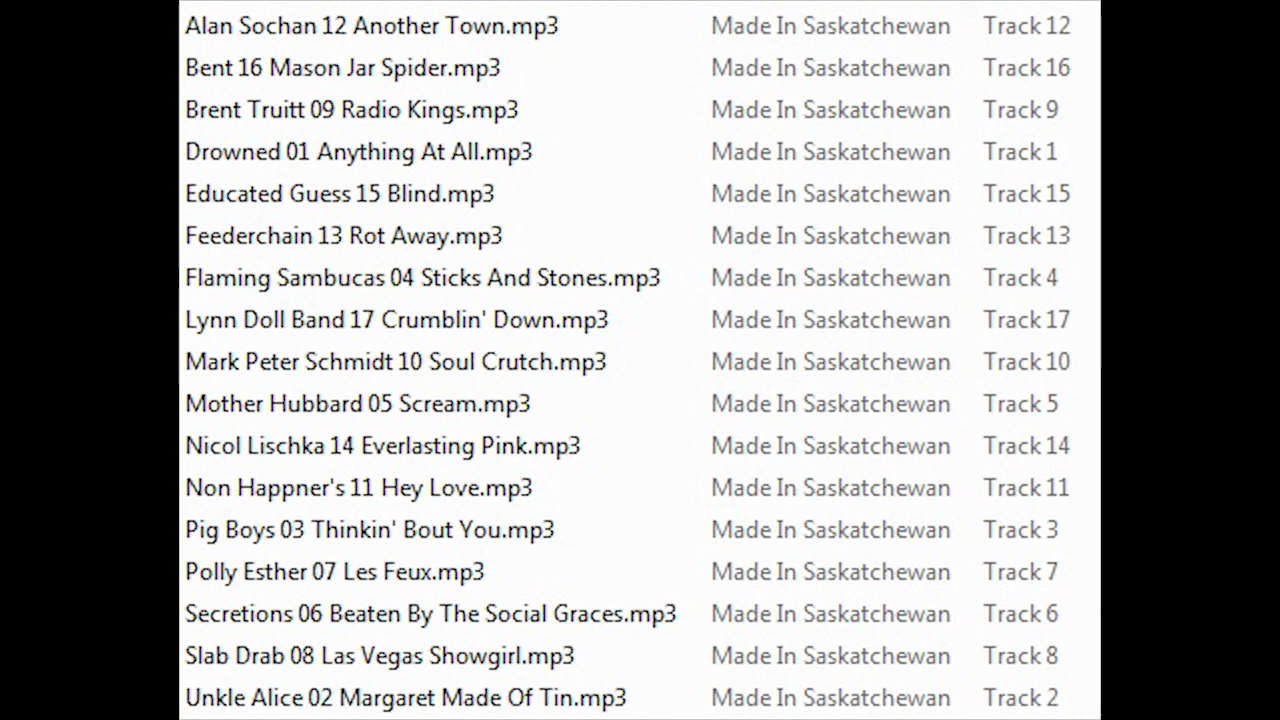 Alan Sochan 12 Another Town.mp3 Made In Saskatchewan Track 12
Bent 16 Mason Jar Spider.mp3 Made In Saskatchewan Track 16
Brent Truitt 09 Radio Kings.mp3 Made In Saskatchewan Track 9
Drowned 01 Anything At All.mp3 Made In Saskatchewan Track 1
Educated Guess 15 Blind.mp3 Made In Saskatchewan Track 15
Feederchain 13 Rot Away.mp3 Made In Saskatchewan Track 13
Flaming Sambucas 04 Sticks And Stones.mp3 Made In Saskatchewan Track 4
Lynn Doll Band 17 Crumblin' Down.mp3 Made In Saskatchewan Track 17
Mark Peter Schmidt 10 Soul Crutch.mp3 Made In Saskatchewan Track 10
Mother Hubbard 05 Scream.mp3 Made In Saskatchewan Track 5
Nicol Lischka 14 Everlasting Pink.mp3 Made In Saskatchewan Track 14
Non Happner's 11 Hey Love.mp3 Made In Saskatchewan Track 11
Pig Boys 03 Thinkin' Bout You.mp3 Made In Saskatchewan Track 3
Polly Esther 07 Les Feux.mp3 Made In Saskatchewan Track 7
Secretions 06 Beaten By The Social Graces.mp3 Made In Saskatchewan Track 6
Slab Drab 08 Las Vegas Showgirl.mp3 Made In Saskatchewan Track 8
Unkle Alice 02 Margaret Made Of Tin.mp3 Made In Saskatchewan Track 2